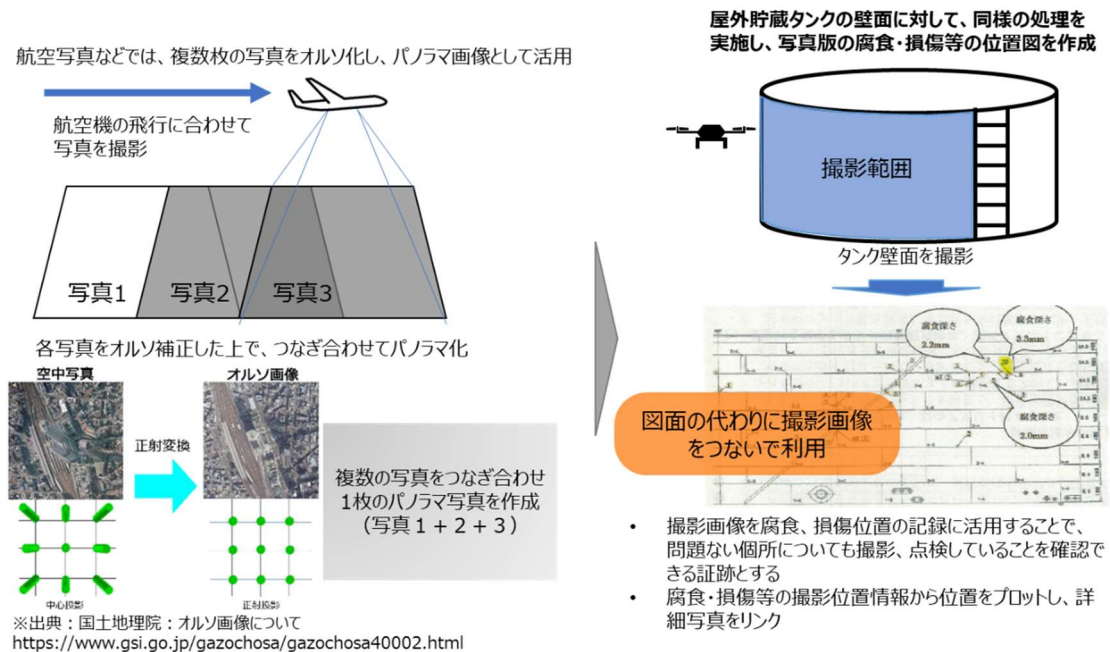 航空写真などでは、複数枚の写真をオルソ化し、パノラマ画像として活用
航空機の飛行に合わせて
写真を撮影
写真1
写真2
写真3
各写真をオルソ補正した上で、つなぎ合わせてパノラマ化
空中写真
オルソ画像
正射変換
中心投影
正射投影
複数の写真をつなぎ合わせ
1枚のパノラマ写真を作成
(写真1+2+3)
※出典:国土地理院:オルソ画像について
https://www.gsi.go.jp/gazochosa/gazochosa40002.html
屋外貯蔵タンクの壁面に対して、同様の処理を
実施し、写真版の腐食・損傷等の位置図を作成
撮影範囲
タンク壁面を撮影
腐食深さ
2.2mm
腐食深さ
3.3mm
腐食深さ
2.0mm
図面の代わりに撮影画像
をつないで利用
• 撮影画像を腐食、損傷位置の記録に活用することで、
問題ない個所についても撮影、点検していることを確認で
きる証跡とする
• 腐食・損傷等の撮影位置情報から位置をプロットし、詳
細写真をリンク